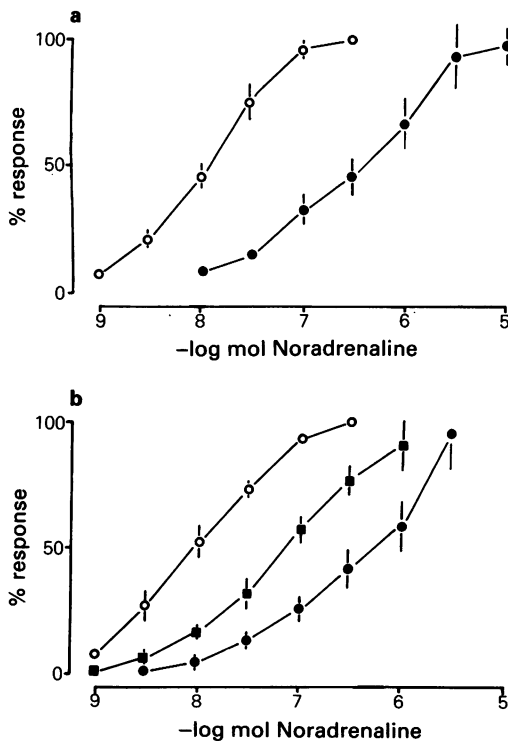 a
100
50
0
% response
9 8 7 6 5
–log mol Noradrenaline
b
100
50
0
% response
9 8 7 6 5
–log mol Noradrenaline